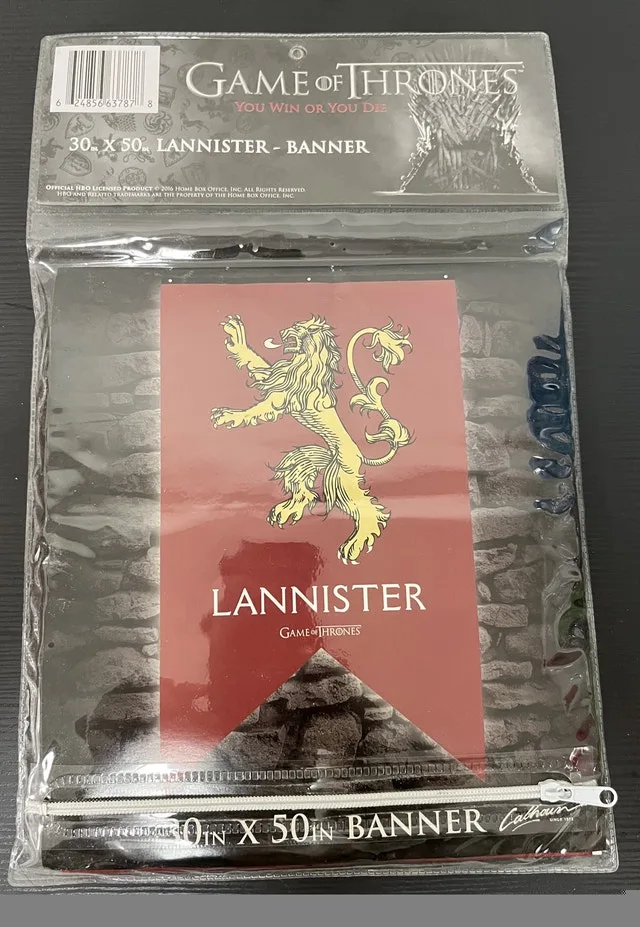 GAME OF THRONES
YOU WIN OR YOU DIE
6 24856 63787 8
30IN X 50IN LANNISTER - BANNER
OFFICIAL HBO LICENSED PRODUCT © 2016 HOME BOX OFFICE, INC. ALL RIGHTS RESERVED.
HBO AND RELATED TRADEMARKS ARE THE PROPERTY OF THE HOME BOX OFFICE, INC.
LANNISTER
GAME OF THRONES
30IN X 50IN BANNER
Calhoun